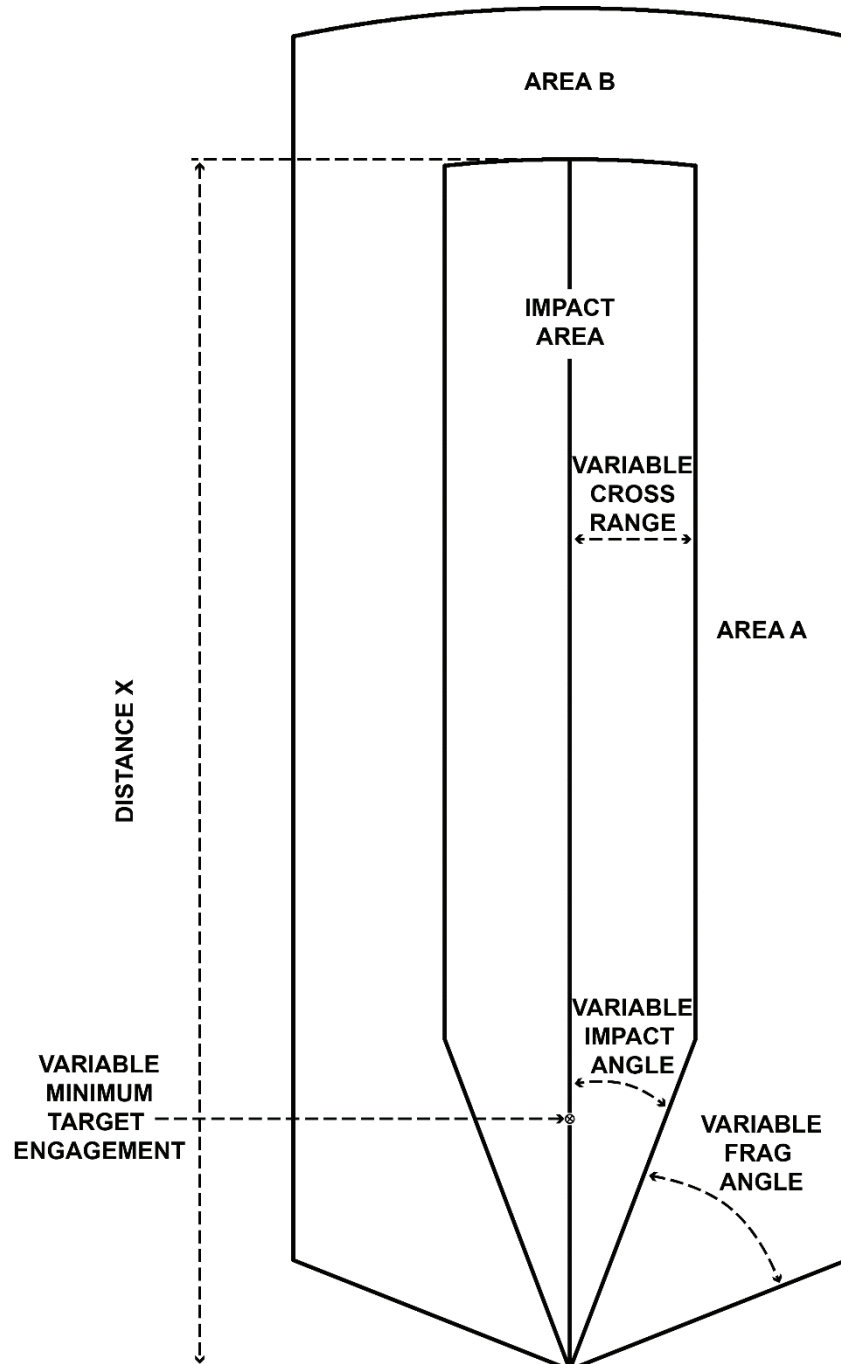 AREA B
IMPACT
AREA
VARIABLE
CROSS
RANGE
AREA A
DISTANCE X
VARIABLE
IMPACT
ANGLE
VARIABLE
MINIMUM
TARGET
ENGAGEMENT
VARIABLE
FRAG
ANGLE